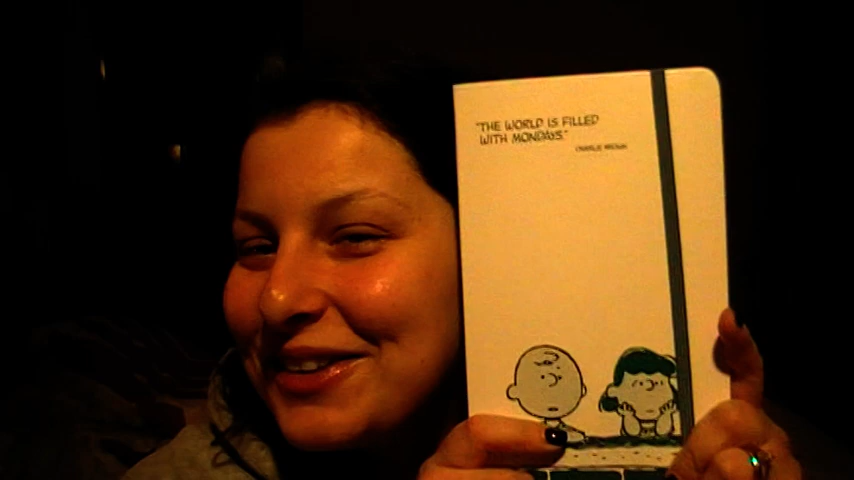 "THE WORLD IS FILLED
WITH MONDAYS."
CHARLIE BROWN